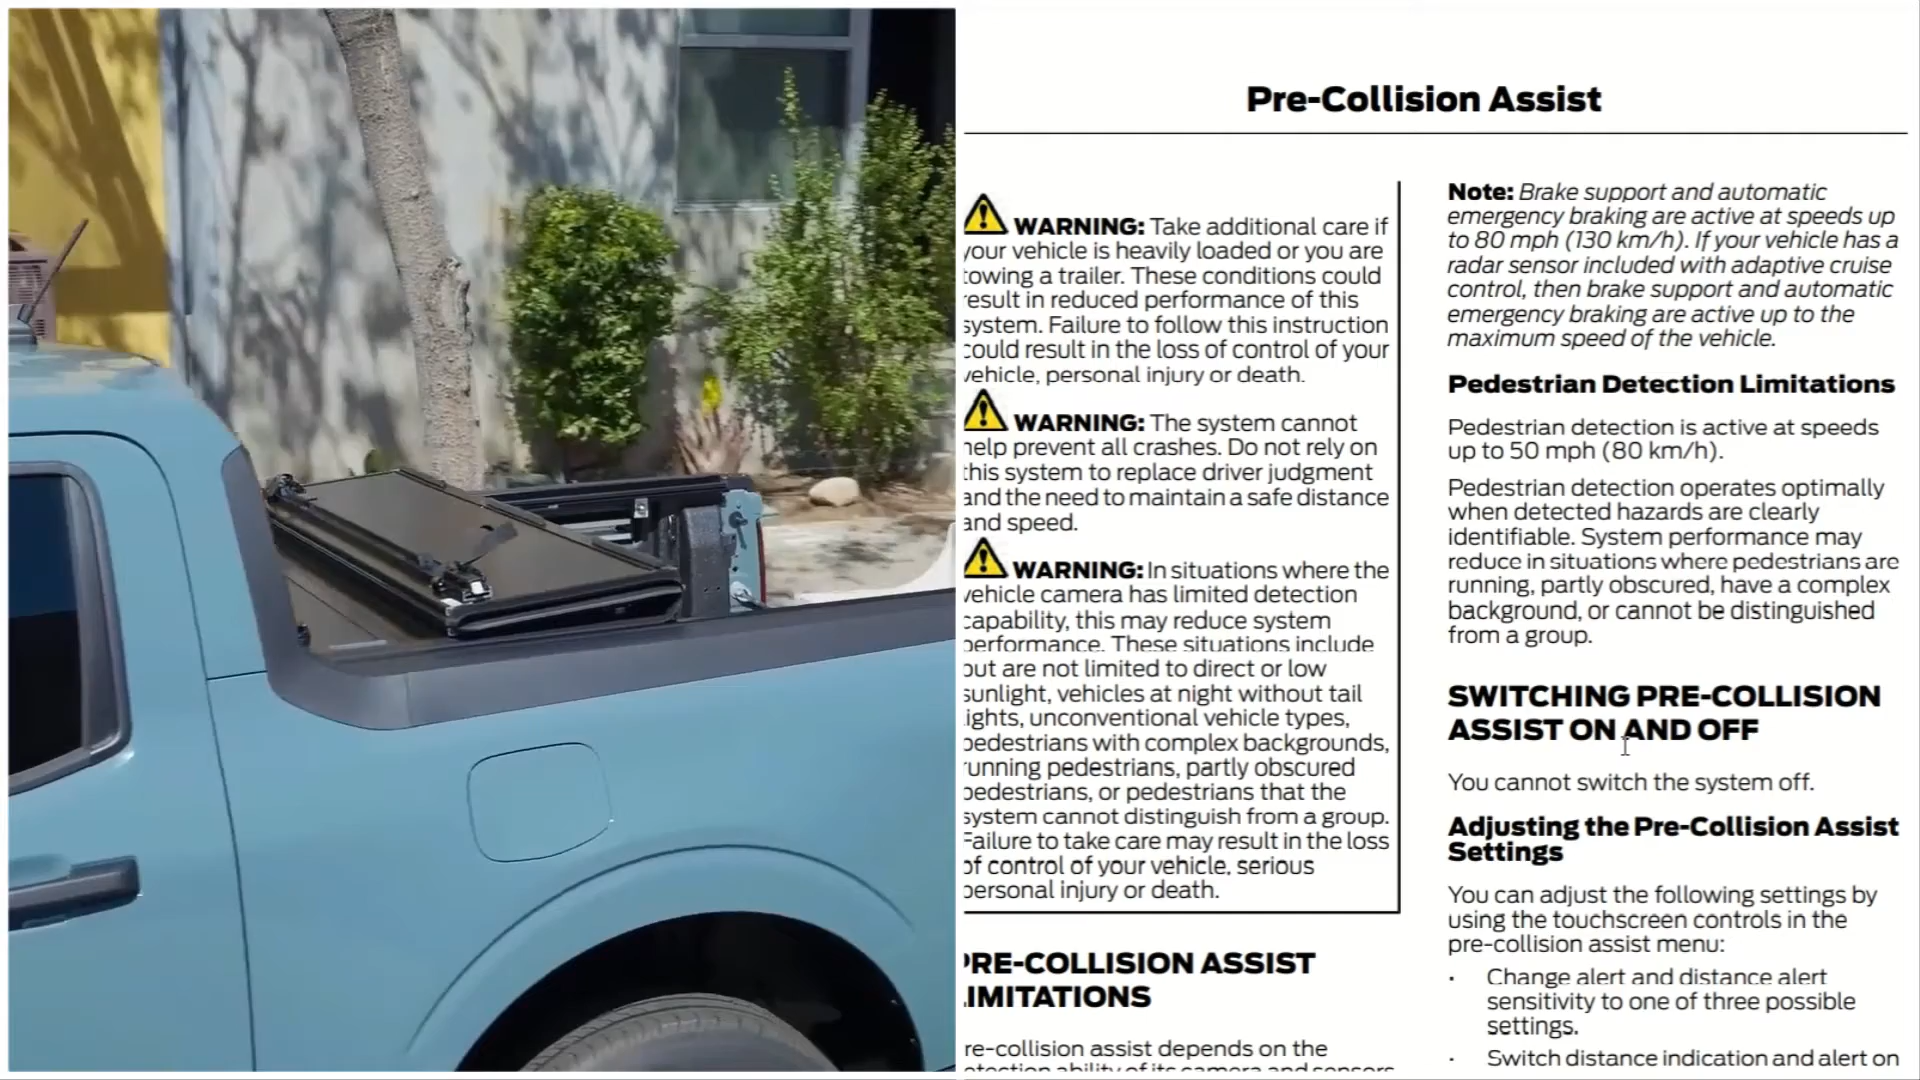 Pre-Collision Assist
WARNING: Take additional care if
your vehicle is heavily loaded or you are
towing a trailer. These conditions could
result in reduced performance of this
system. Failure to follow this instruction
could result in the loss of control of your
vehicle, personal injury or death.
WARNING: The system cannot
help prevent all crashes. Do not rely on
this system to replace driver judgment
and the need to maintain a safe distance
and speed.
WARNING: In situations where the
vehicle camera has limited detection
capability, this may reduce system
performance. These situations include
but are not limited to direct or low
sunlight, vehicles at night without tail
lights, unconventional vehicle types,
pedestrians with complex backgrounds,
running pedestrians, partly obscured
pedestrians, or pedestrians that the
system cannot distinguish from a group.
Failure to take care may result in the loss
of control of your vehicle, serious
personal injury or death.
PRE-COLLISION ASSIST
LIMITATIONS
re-collision assist depends on the
etection ability of its camera and sensors
Note: Brake support and automatic
emergency braking are active at speeds up
to 80 mph (130 km/h). If your vehicle has a
radar sensor included with adaptive cruise
control, then brake support and automatic
emergency braking are active up to the
maximum speed of the vehicle.
Pedestrian Detection Limitations
Pedestrian detection is active at speeds
up to 50 mph (80 km/h).
Pedestrian detection operates optimally
when detected hazards are clearly
identifiable. System performance may
reduce in situations where pedestrians are
running, partly obscured, have a complex
background, or cannot be distinguished
from a group.
SWITCHING PRE-COLLISION
ASSIST ON AND OFF
You cannot switch the system off.
Adjusting the Pre-Collision Assist
Settings
You can adjust the following settings by
using the touchscreen controls in the
pre-collision assist menu:
· Change alert and distance alert
sensitivity to one of three possible
settings.
· Switch distance indication and alert on